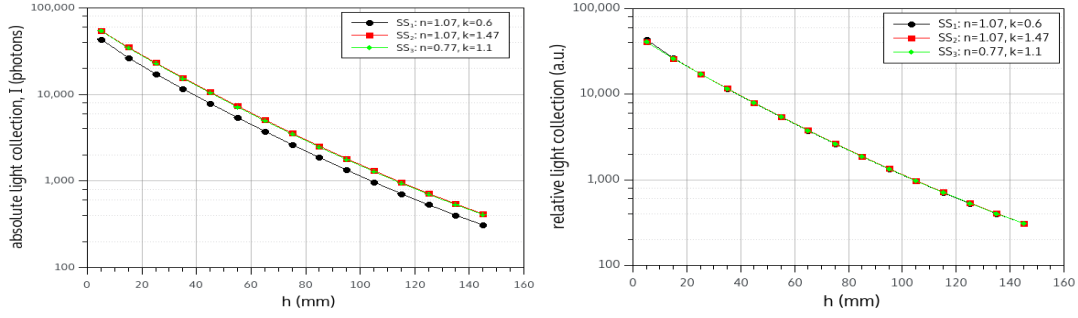 100,000
10,000
1,000
100
0
20
40
60
80
100
120
140
160
absolute light collection, I (photons)
h (mm)
SS₁: n=1.07, k=0.6
SS₂: n=1.07, k=1.47
SS₃: n=0.77, k=1.1
100,000
10,000
1,000
100
0
20
40
60
80
100
120
140
160
relative light collection (a.u.)
h (mm)
SS₁: n=1.07, k=0.6
SS₂: n=1.07, k=1.47
SS₃: n=0.77, k=1.1